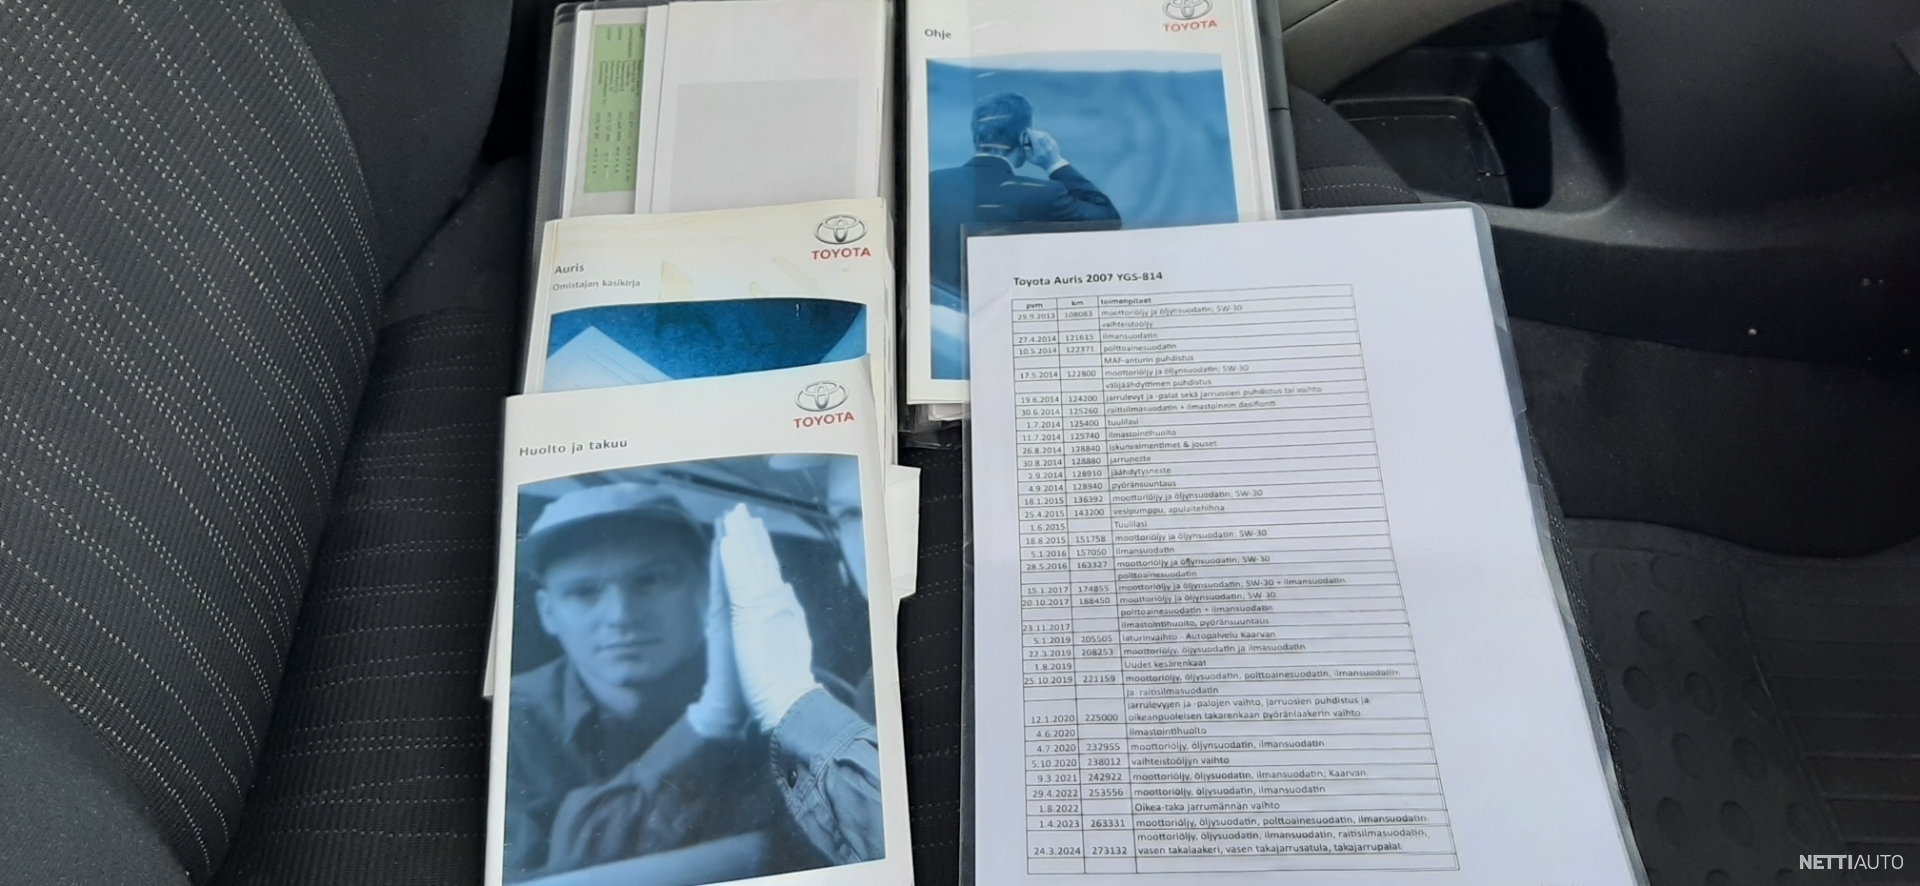 Ohje
TOYOTA
TOYOTA
Auris
Omistajan käsikirja
TOYOTA
Huolto ja takuu
Toyota Auris 2007 YGS-814
pvm km toimenpiteet
29.9.2013 108083 moottoriöljy ja öljynsuodatin; 5W-30
vaihteistoöljy
27.4.2014 121615 ilmansuodatin
10.5.2014 122371 polttoainesuodatin
MAF-anturin puhdistus
17.5.2014 122800 moottoriöljy ja öljynsuodatin; 5W-30
välijäähdyttimen puhdistus
19.6.2014 124200 jarrulevyt ja -palat sekä jarruosien puhdistus tai vaihto
30.6.2014 125260 raitisilmasuodatin + ilmastoinnin desifionti
1.7.2014 125400 tuulilasi
11.7.2014 125740 ilmastointihuolto
26.8.2014 128840 iskunvaimentimet & jouset
30.8.2014 128880 jarruneste
2.9.2014 128910 jäähdytysneste
4.9.2014 128940 pyöränsuuntaus
18.1.2015 136392 moottoriöljy ja öljynsuodatin; 5W-30
25.4.2015 143200 vesipumppu, apulaitehihna
1.6.2015 Tuulilasi
18.8.2015 151758 moottoriöljy ja öljynsuodatin; 5W-30
5.1.2016 157050 ilmansuodatin
28.5.2016 163327 moottoriöljy ja öljynsuodatin; 5W-30
polttoainesuodatin
15.1.2017 174855 moottoriöljy ja öljynsuodatin; 5W-30 + ilmansuodatin
20.10.2017 188450 moottoriöljy ja öljynsuodatin; 5W-30
polttoainesuodatin + ilmansuodatin
23.11.2017 ilmastointihuolto, pyöränsuuntaus
5.1.2019 205505 laturinvaihto - Autopalvelu Kaarvan
22.3.2019 208253 moottoriöljy, öljysuodatin ja ilmasuodatin
1.8.2019 Uudet kesärenkaat
25.10.2019 221159 moottoriöljy, öljysuodatin, polttoainesuodatin, ilmansuodatin
ja raitisilmasuodatin
jarrulevyjen ja -palojen vaihto, jarruosien puhdistus ja
12.1.2020 225000 oikeanpuoleisen takarenkaan pyöränlaakerin vaihto
4.6.2020 ilmastointihuolto
4.7.2020 232955 moottoriöljy, öljynsuodatin, ilmansuodatin
5.10.2020 238012 vaihteistoöljyn vaihto
9.3.2021 242922 moottoriöljy, öljysuodatin, ilmansuodatin; Kaarvan
29.4.2022 253556 moottoriöljy, öljysuodatin, ilmansuodatin
1.8.2022 Oikea-taka jarrumännän vaihto
1.4.2023 263331 moottoriöljy, öljysuodatin, polttoainesuodatin, ilmansuodatin
moottoriöljy, öljysuodatin, ilmansuodatin, raitisilmasuodatin,
24.3.2024 273132 vasen takalaakeri, vasen takajarrusatula, takajarrupalat
NETTIAUTO